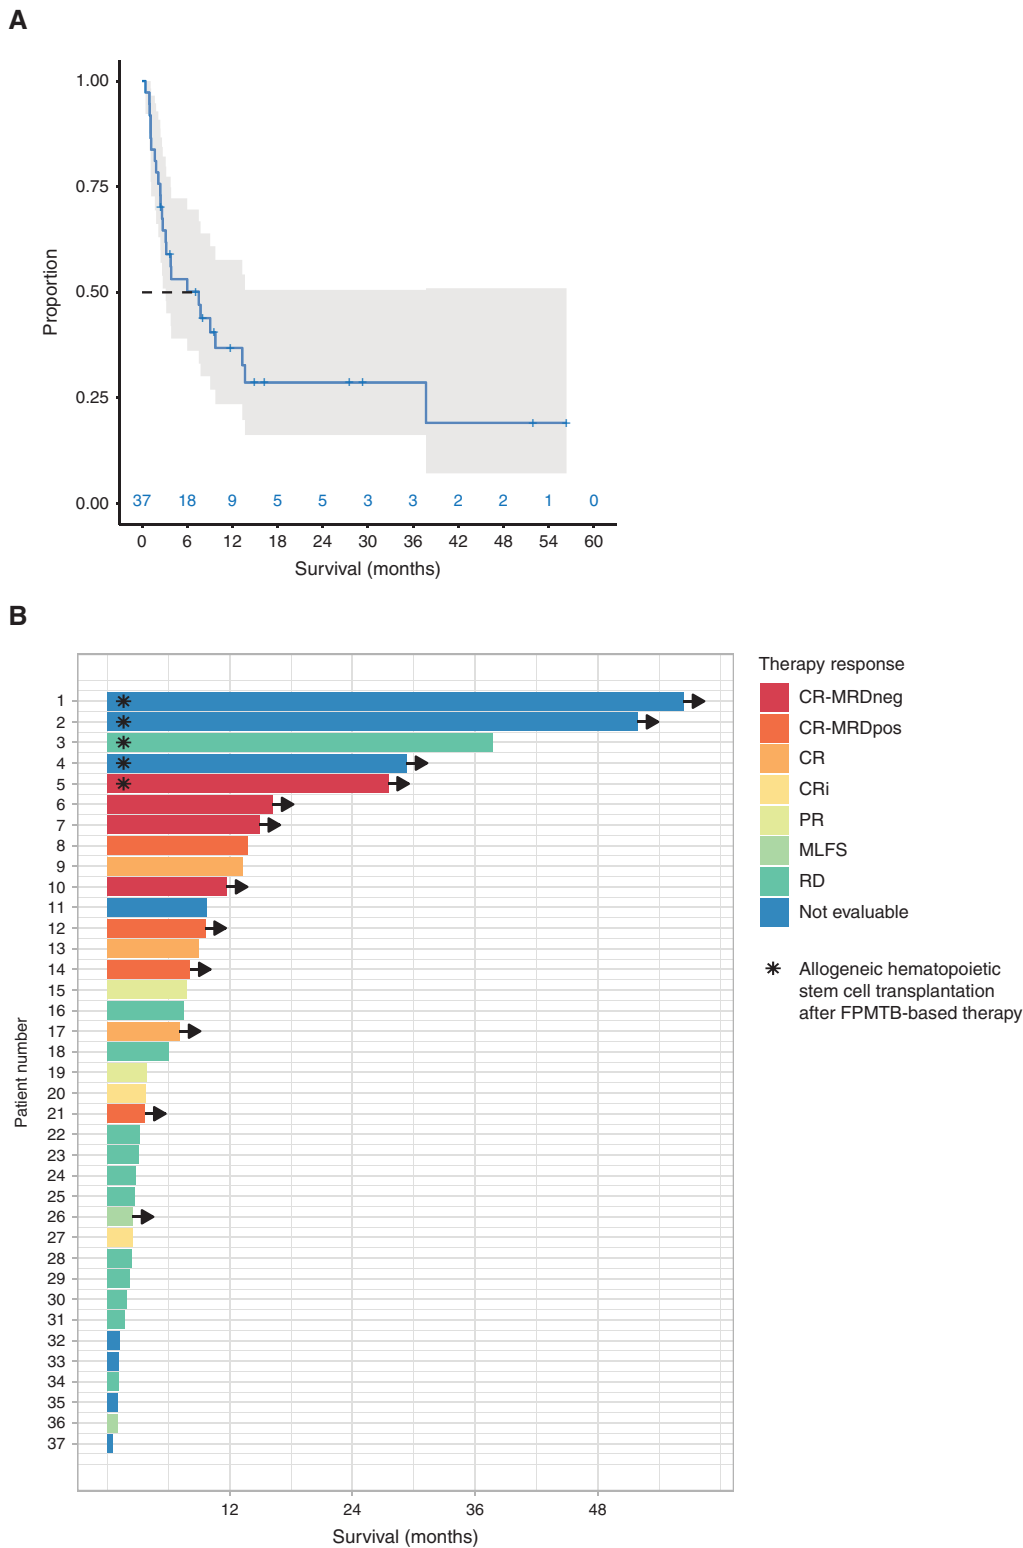 A
Proportion
1.00
0.75
0.50
0.25
0.00
37 18 9 5 5 3 3 2 2 1 0
0 6 12 18 24 30 36 42 48 54 60
Survival (months)
B
Patient number
1
2
3
4
5
6
7
8
9
10
11
12
13
14
15
16
17
18
19
20
21
22
23
24
25
26
27
28
29
30
31
32
33
34
35
36
37
12 24 36 48
Survival (months)
Therapy response
CR-MRDneg
CR-MRDpos
CR
CRi
PR
MLFS
RD
Not evaluable
Allogeneic hematopoietic
stem cell transplantation
after FPMTB-based therapy